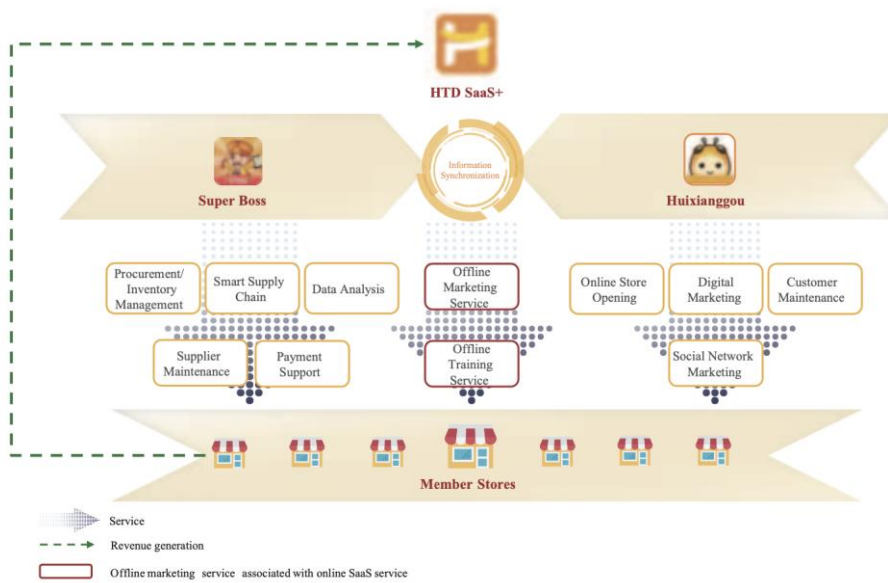 HTD SaaS+
Information
Synchronization
Super Boss
Huixianggou
Procurement/
Inventory
Management
Smart Supply
Chain
Data Analysis
Offline
Marketing
Service
Online Store
Opening
Digital
Marketing
Customer
Maintenance
Supplier
Maintenance
Payment
Support
Offline
Training
Service
Social Network
Marketing
Member Stores
Service
Revenue generation
Offline marketing service associated with online SaaS service